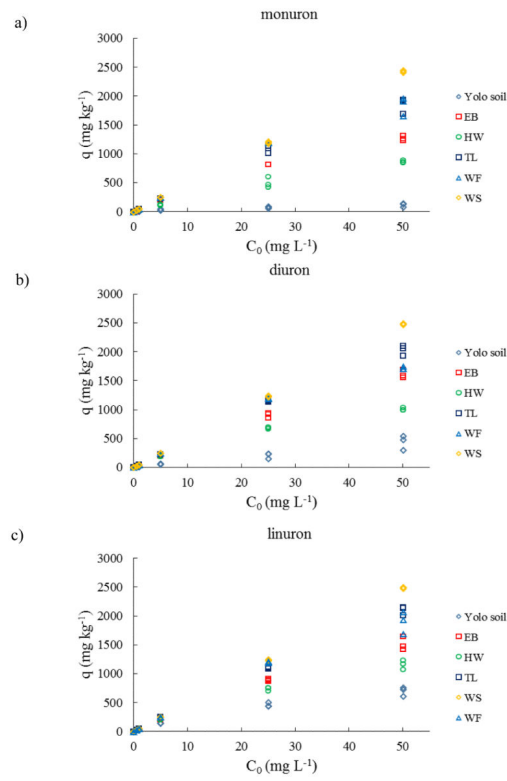 a)
monuron
3000
2500
2000
1500
1000
500
0
q (mg kg⁻¹)
0 10 20 30 40 50
C₀ (mg L⁻¹)
Yolo soil
EB
HW
TL
WF
WS
b)
diuron
3000
2500
2000
1500
1000
500
0
q (mg kg⁻¹)
0 10 20 30 40 50
C₀ (mg L⁻¹)
Yolo soil
EB
HW
TL
WF
WS
c)
linuron
3000
2500
2000
1500
1000
500
0
q (mg kg⁻¹)
0 10 20 30 40 50
C₀ (mg L⁻¹)
Yolo soil
EB
HW
TL
WS
WF